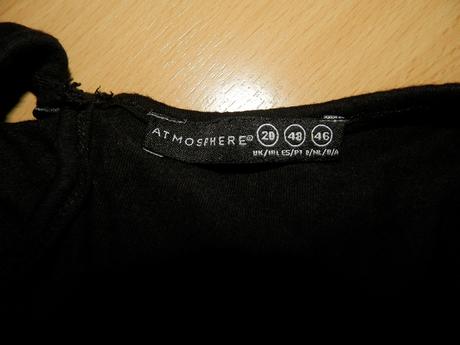 ATMOSPHERE® 20 48 46
UK/IRL ES/PT D/NL/B/A